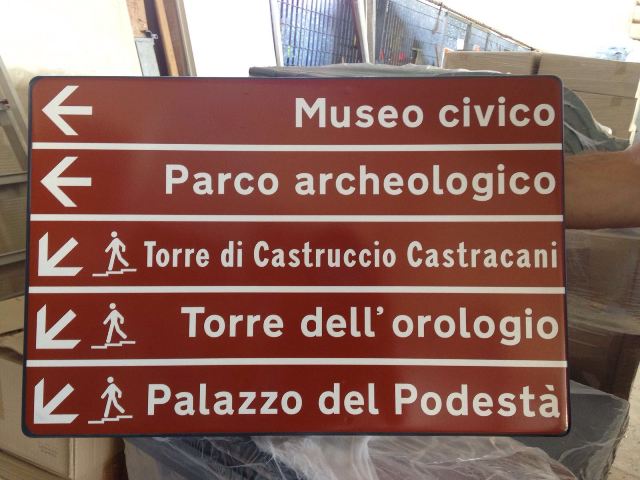 Museo civico
Parco archeologico
Torre di Castruccio Castracani
Torre dell'orologio
Palazzo del Podestà